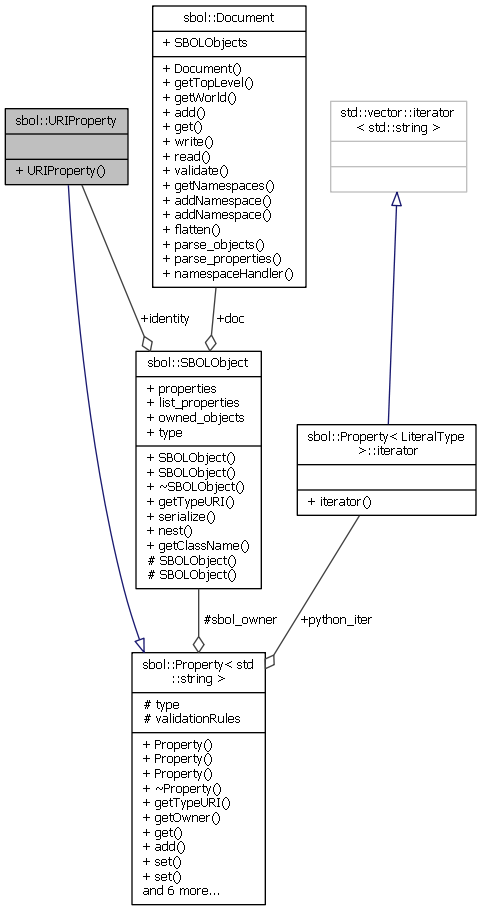 sbol::Document
+ SBOLObjects
+ Document()
+ getTopLevel()
+ getWorld()
+ add()
+ get()
+ write()
+ read()
+ validate()
+ getNamespaces()
+ addNamespace()
+ addNamespace()
+ flatten()
+ parse_objects()
+ parse_properties()
+ namespaceHandler()
sbol::URIProperty
+ URIProperty()
std::vector::iterator
< std::string >
+identity
+doc
sbol::SBOLObject
+ properties
+ list_properties
+ owned_objects
+ type
+ SBOLObject()
+ SBOLObject()
+ ~SBOLObject()
+ getTypeURI()
+ serialize()
+ nest()
+ getClassName()
# SBOLObject()
# SBOLObject()
sbol::Property< LiteralType
>::iterator
+ iterator()
#sbol_owner
+python_iter
sbol::Property< std
::string >
# type
# validationRules
+ Property()
+ Property()
+ Property()
+ ~Property()
+ getTypeURI()
+ getOwner()
+ get()
+ add()
+ set()
+ set()
and 6 more...